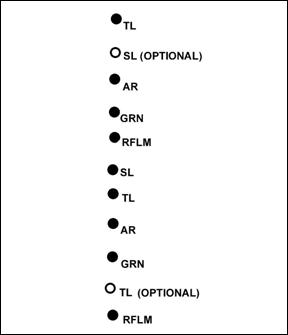 TL
SL (OPTIONAL)
AR
GRN
RFLM
SL
TL
AR
GRN
TL (OPTIONAL)
RFLM